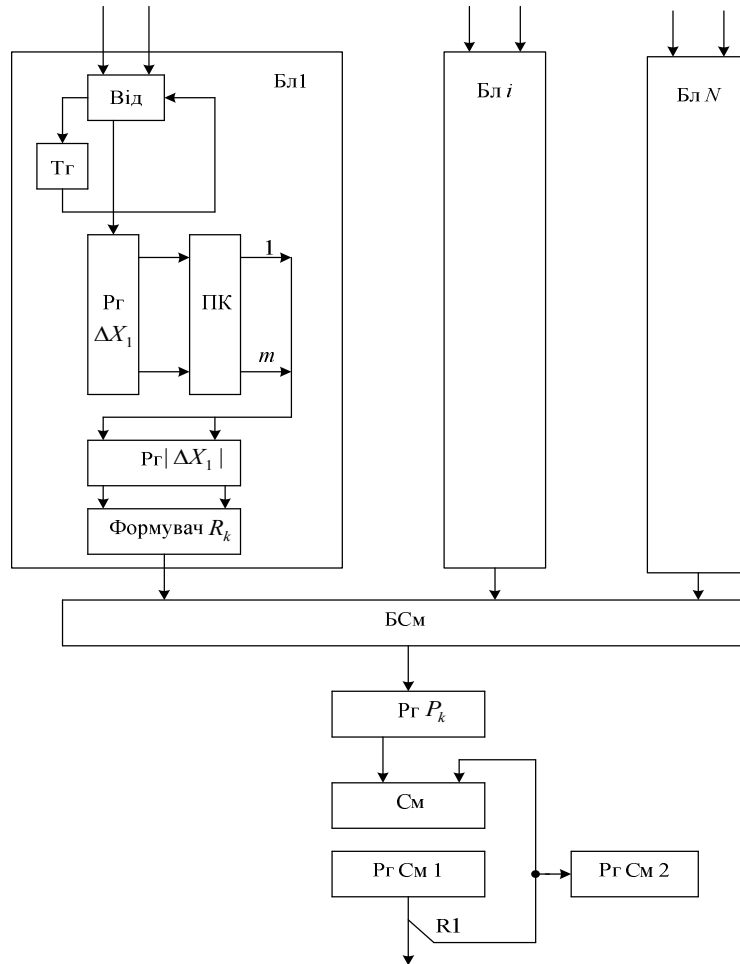 Бл1
Бл i
Бл N
Від
Тг
Рг
ΔX₁
ПК
1
m
Рг| ΔX₁ |
Формувач Rₖ
БСм
Рг Pₖ
См
Рг См 1
Рг См 2
R1